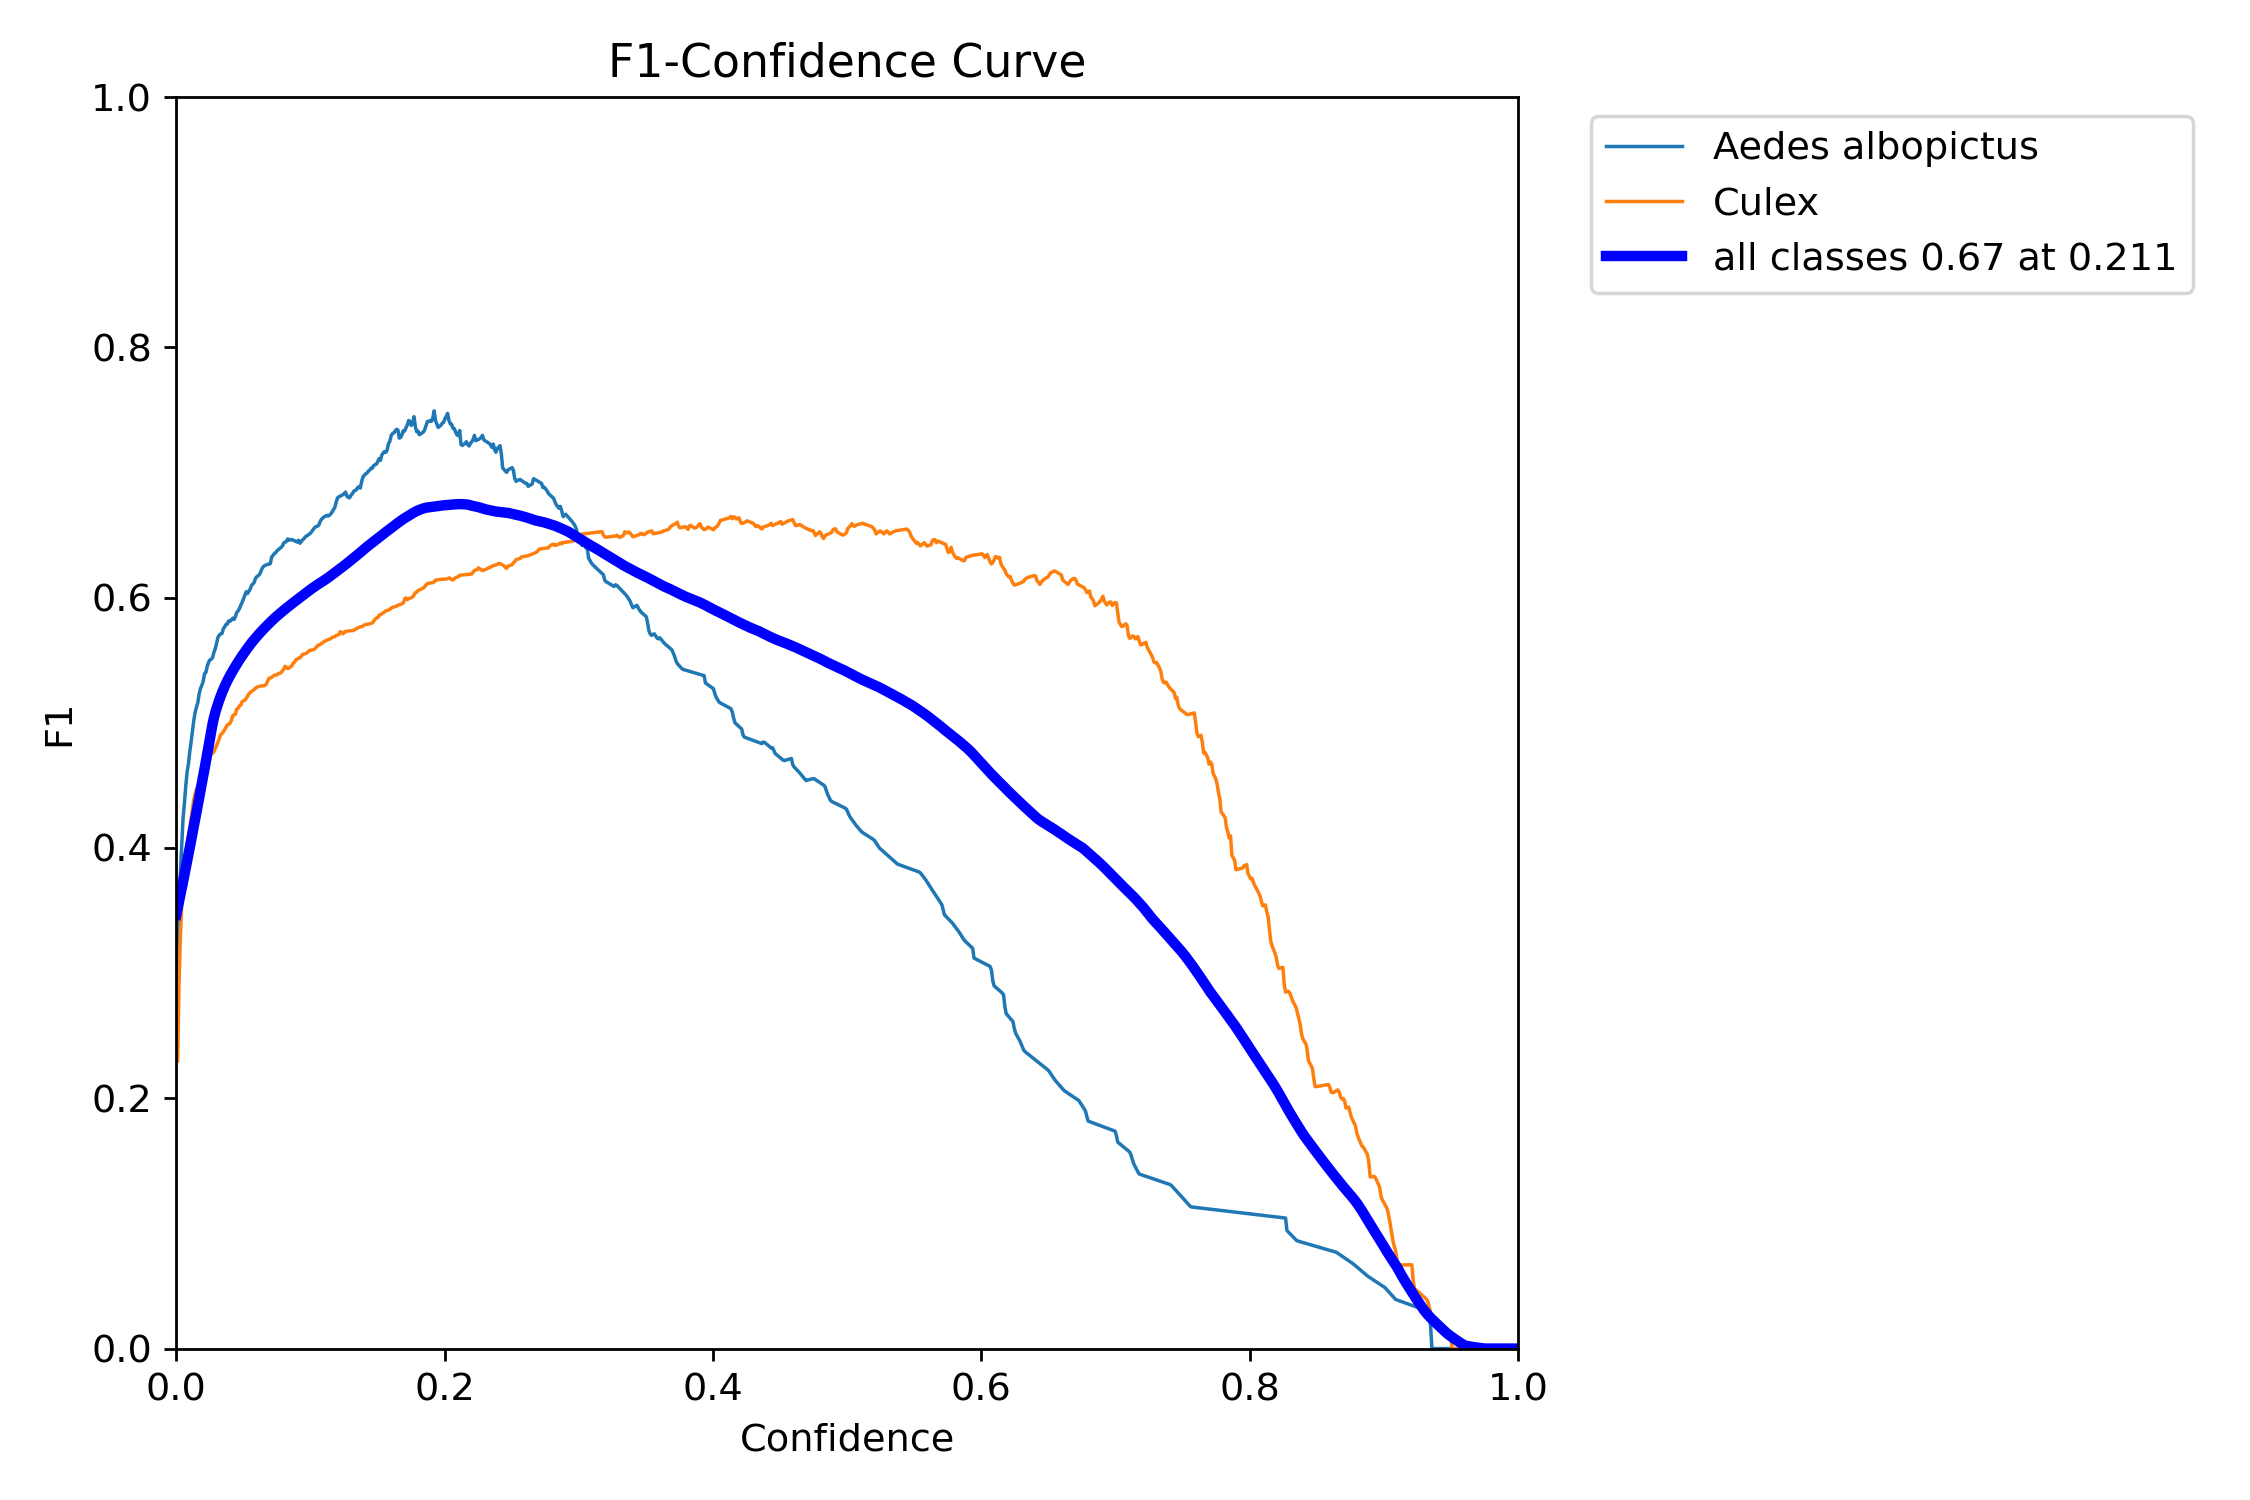 F1-Confidence Curve
Aedes albopictus
Culex
all classes 0.67 at 0.211
F1
1.0
0.8
0.6
0.4
0.2
0.0
0.0 0.2 0.4 0.6 0.8 1.0
Confidence